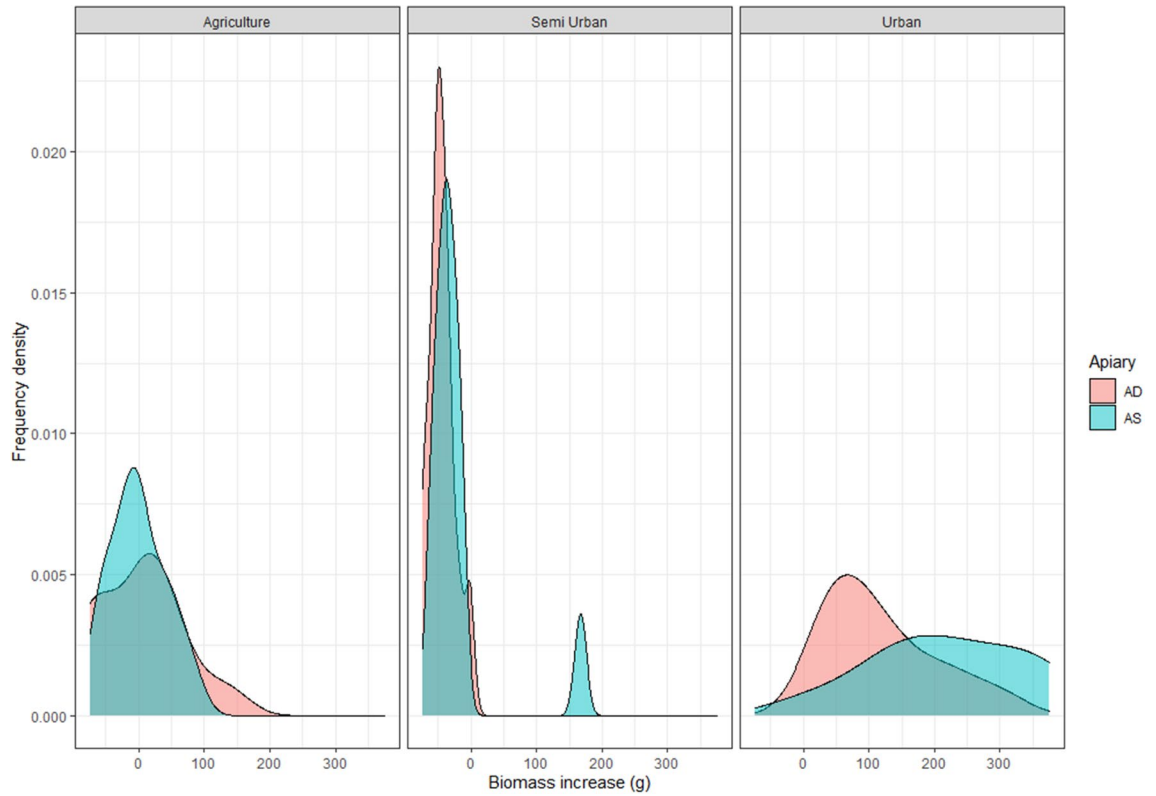 Agriculture
Semi Urban
Urban
Frequency density
0.020
0.015
0.010
0.005
0.000
0 100 200 300
0 100 200 300
0 100 200 300
Biomass increase (g)
Apiary
AD
AS